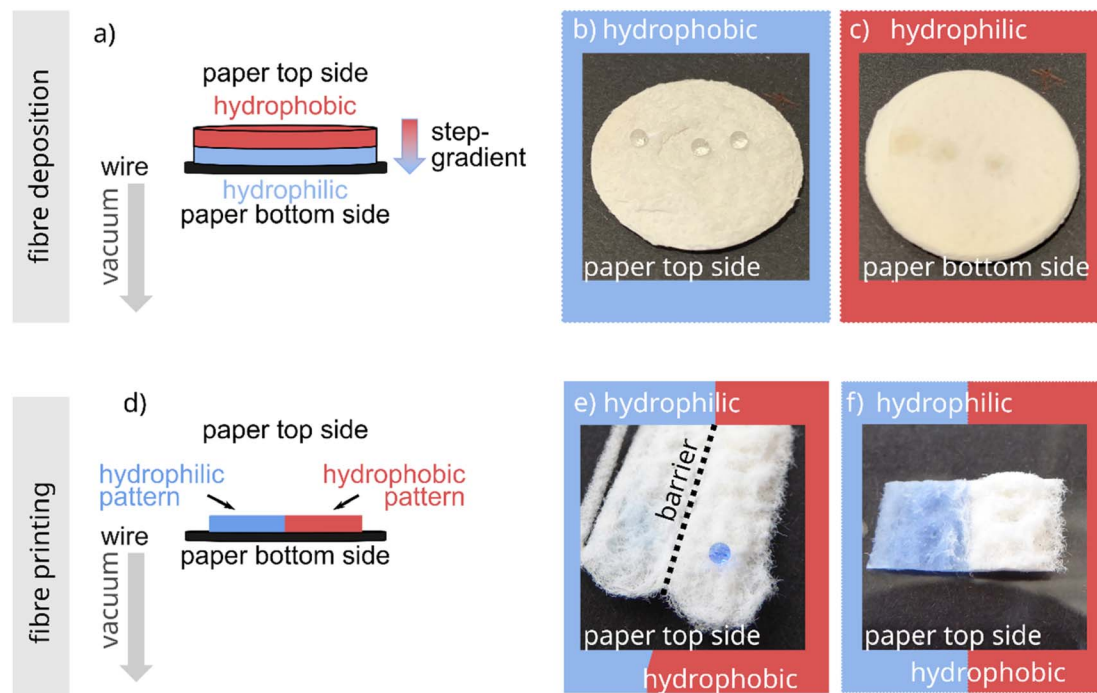 fibre deposition
a)
paper top side
hydrophobic
step-
gradient
wire
hydrophilic
paper bottom side
vacuum
b) hydrophobic
paper top side
c) hydrophilic
paper bottom side
fibre printing
d)
paper top side
hydrophilic
pattern
hydrophobic
pattern
wire
paper bottom side
vacuum
e) hydrophilic
barrier
paper top side
hydrophobic
f) hydrophilic
paper top side
hydrophobic